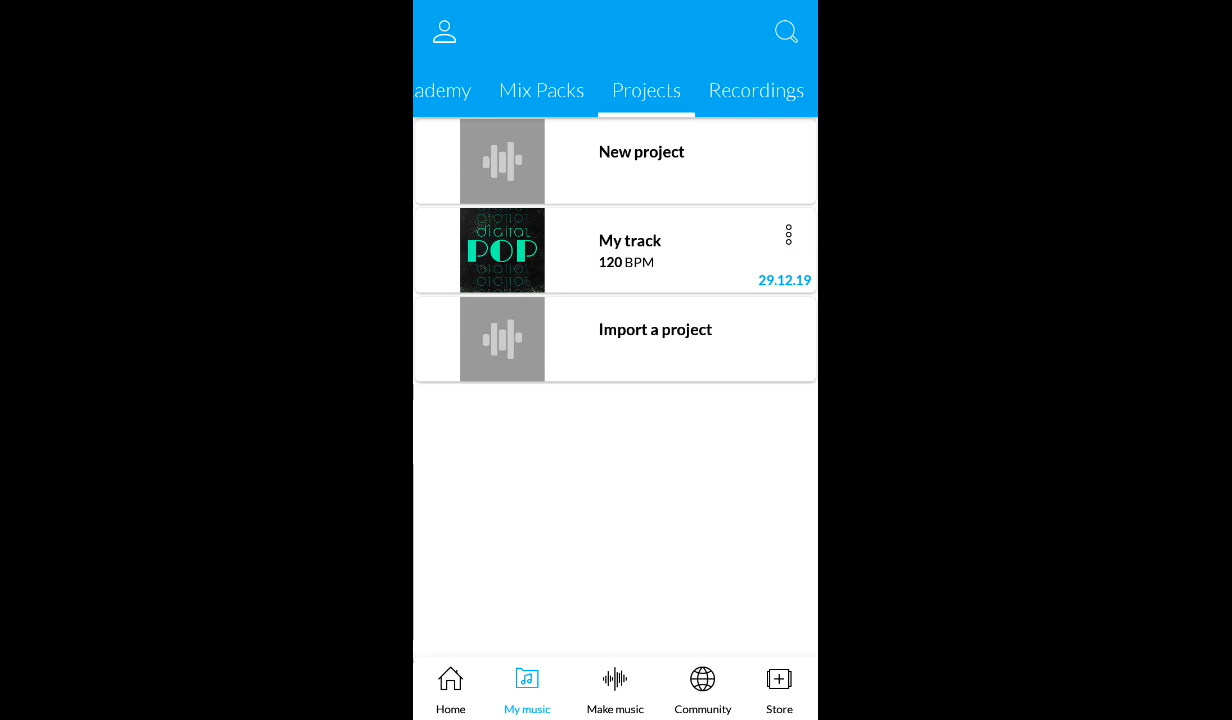 ademy Mix Packs Projects Recordings
New project
digital
POP
My track
120 BPM
29.12.19
Import a project
Home My music Make music Community Store